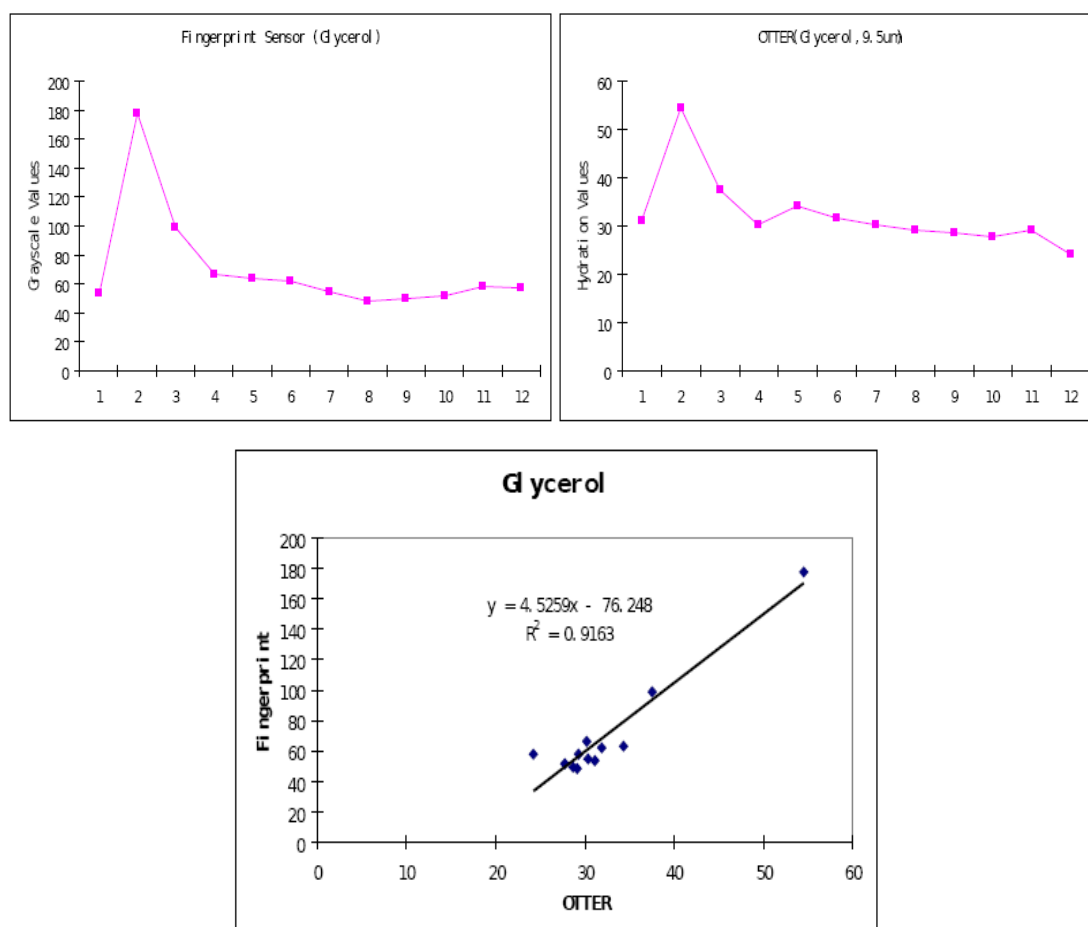 Fingerprint Sensor (Glycerol)
Grayscale Values
200
180
160
140
120
100
80
60
40
20
0
1 2 3 4 5 6 7 8 9 10 11 12
OTTER(Glycerol, 9.5um)
Hydration Values
60
50
40
30
20
10
0
1 2 3 4 5 6 7 8 9 10 11 12
Glycerol
Fingerprint
200
180
160
140
120
100
80
60
40
20
0
y = 4.5259x - 76.248
R² = 0.9163
0 10 20 30 40 50 60
OTTER